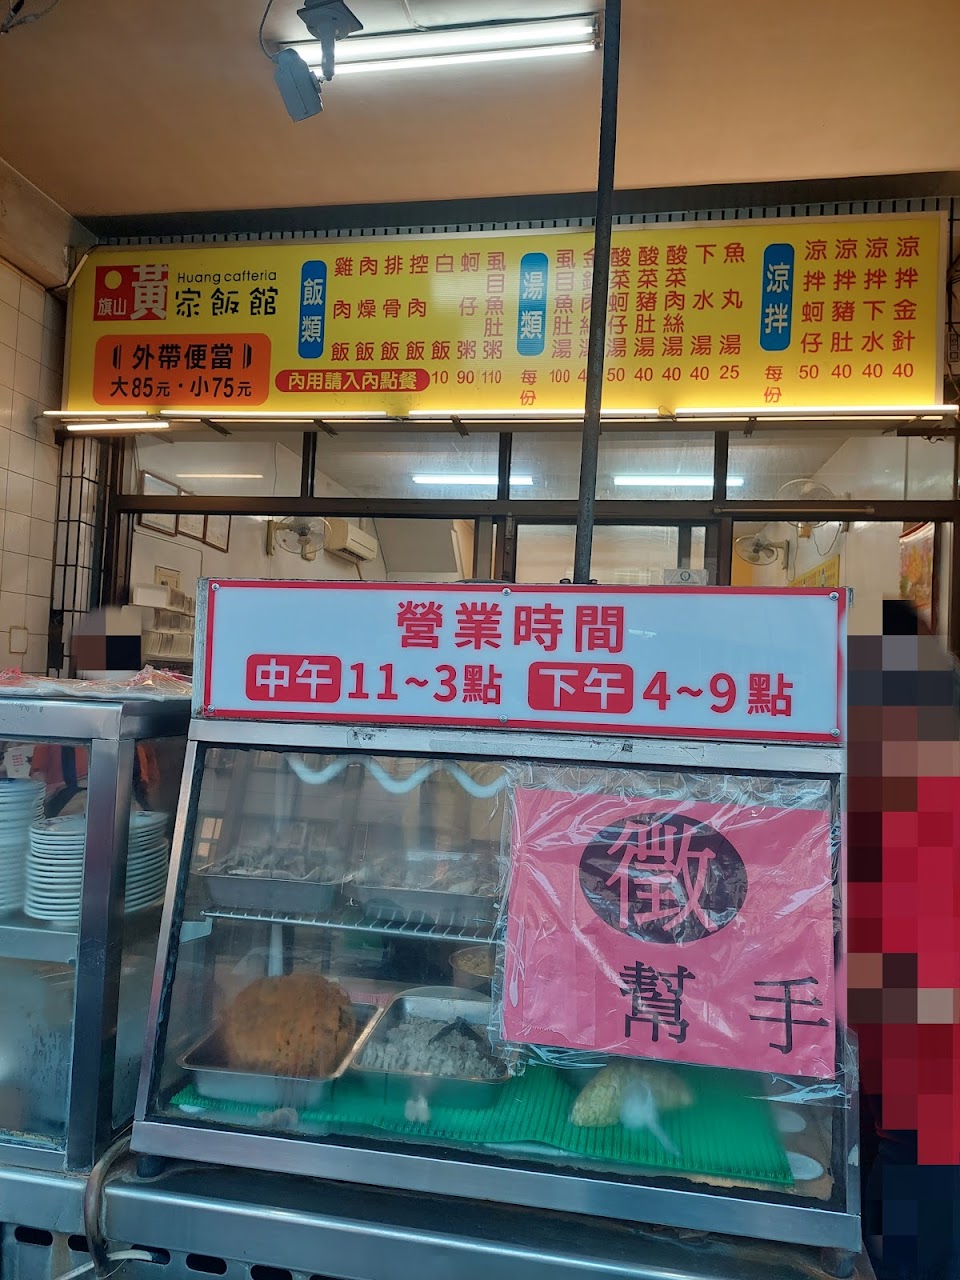 旗山
黃
Huang caffteria
家飯館
外帶便當
大85元·小75元
飯類
雞肉飯
肉燥飯
排骨飯
控肉飯
白飯 10
蚵仔粥 90
虱目魚肚粥 110
內用請入內點餐
湯類
每份
虱目魚肚湯 100
酸菜蚵仔湯 50
酸菜豬肚湯 40
酸菜肉絲湯 40
下水湯 40
魚丸湯 25
涼拌
每份
涼拌蚵仔 50
涼拌豬肚 40
涼拌下水 40
涼拌金針 40
營業時間
中午 11~3點 下午 4~9點
徵
幫手